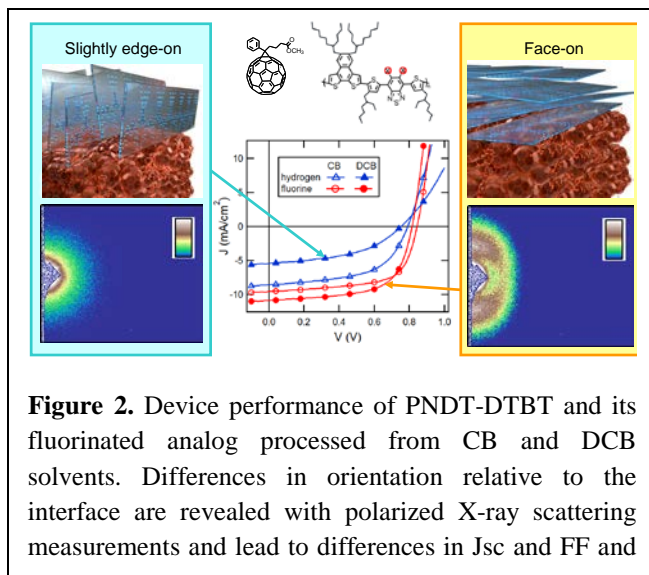 Slightly edge-on
Face-on
OCH₃
O
S
S
S
S
N
N
S
X
X
n
CB DCB
hydrogen
fluorine
10
5
0
-5
-10
J (mA/cm²)
0.0 0.2 0.4 0.6 0.8 1.0
V (V)
Figure 2. Device performance of PNDT-DTBT and its
fluorinated analog processed from CB and DCB
solvents. Differences in orientation relative to the
interface are revealed with polarized X-ray scattering
measurements and lead to differences in Jsc and FF and